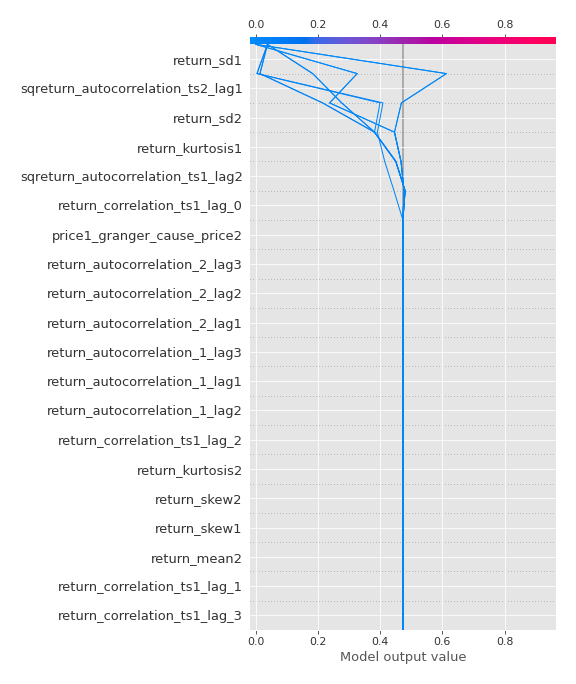 0.0 0.2 0.4 0.6 0.8
return_sd1
sqreturn_autocorrelation_ts2_lag1
return_sd2
return_kurtosis1
sqreturn_autocorrelation_ts1_lag2
return_correlation_ts1_lag_0
price1_granger_cause_price2
return_autocorrelation_2_lag3
return_autocorrelation_2_lag2
return_autocorrelation_2_lag1
return_autocorrelation_1_lag3
return_autocorrelation_1_lag1
return_autocorrelation_1_lag2
return_correlation_ts1_lag_2
return_kurtosis2
return_skew2
return_skew1
return_mean2
return_correlation_ts1_lag_1
return_correlation_ts1_lag_3
0.0 0.2 0.4 0.6 0.8
Model output value